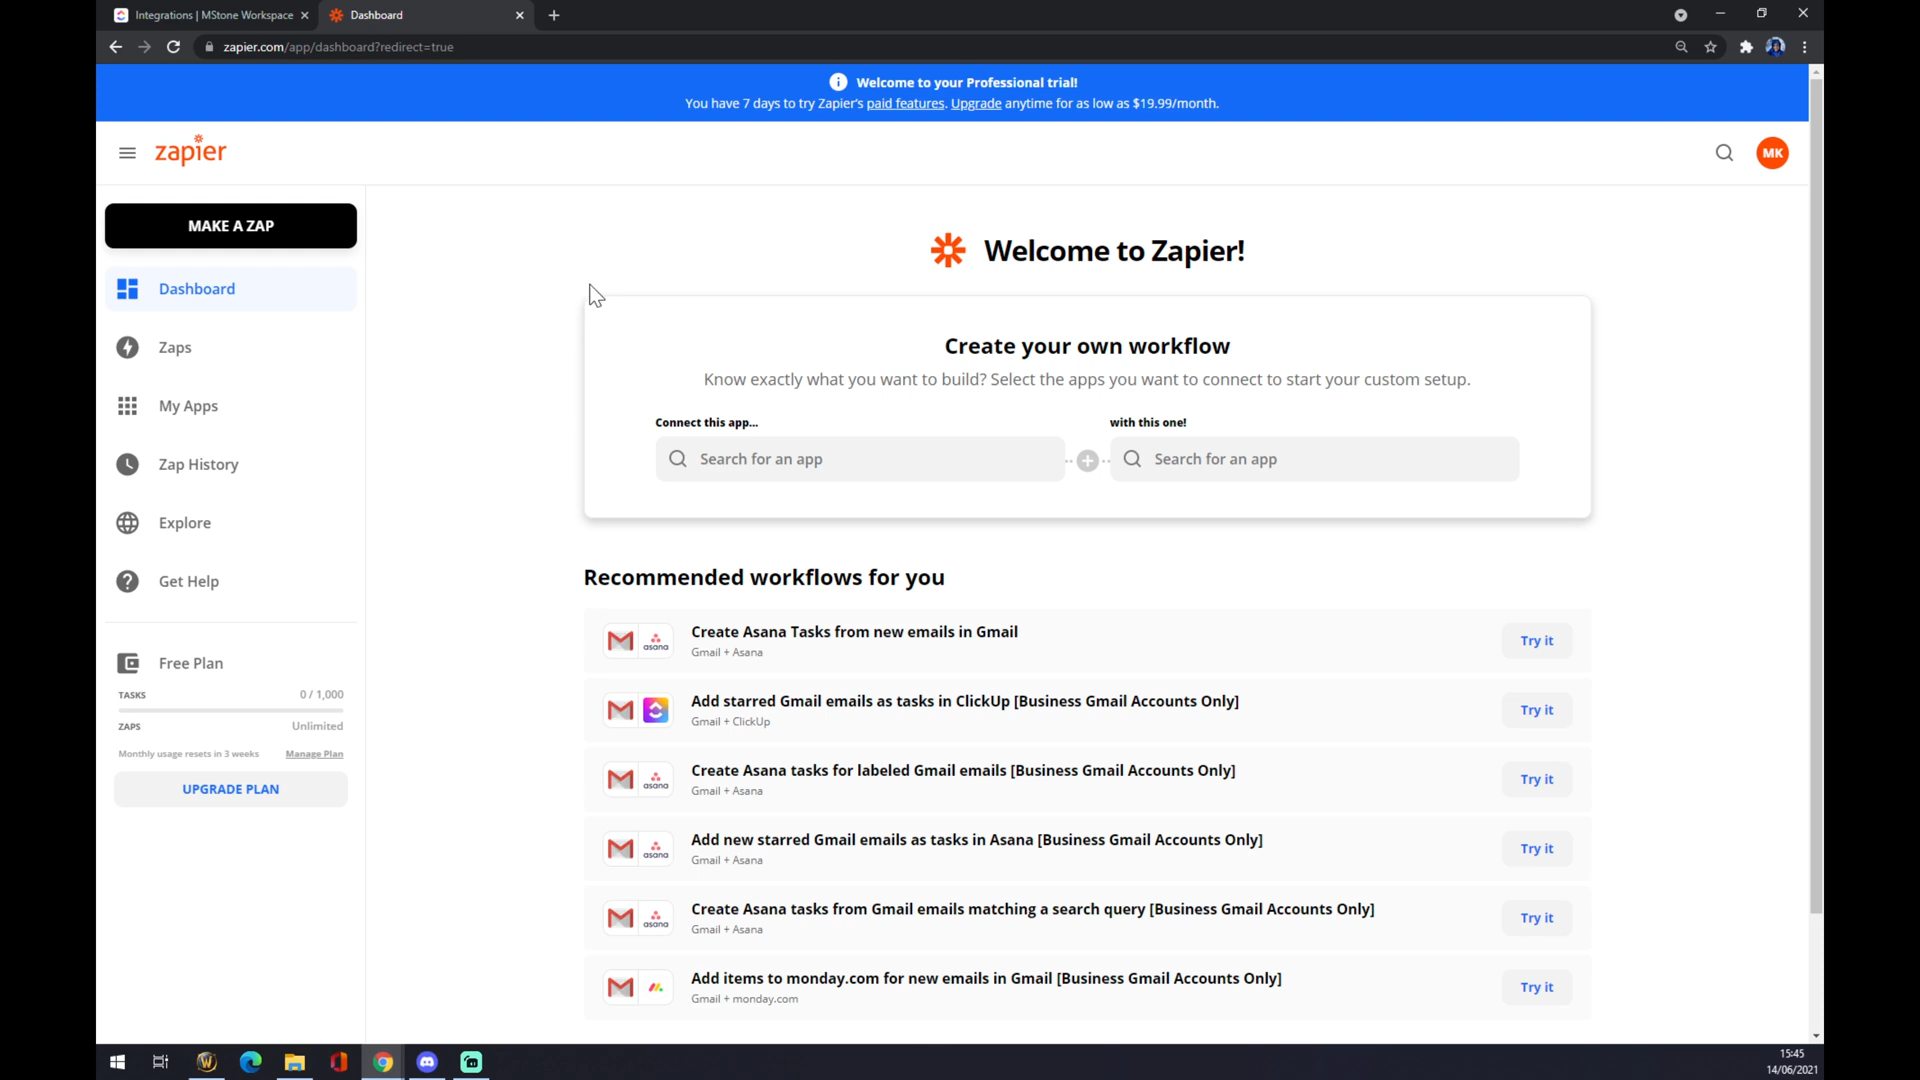 Integrations | MStone Workspace
Dashboard
zapier.com/app/dashboard?redirect=true
Welcome to your Professional trial!
You have 7 days to try Zapier's paid features. Upgrade anytime for as low as $19.99/month.
zapier
MK
MAKE A ZAP
Dashboard
Zaps
My Apps
Zap History
Explore
Get Help
Free Plan
TASKS 0 / 1,000
ZAPS Unlimited
Monthly usage resets in 3 weeks Manage Plan
UPGRADE PLAN
Welcome to Zapier!
Create your own workflow
Know exactly what you want to build? Select the apps you want to connect to start your custom setup.
Connect this app... with this one!
Search for an app Search for an app
Recommended workflows for you
asana
Create Asana Tasks from new emails in Gmail
Gmail + Asana
Try it
Add starred Gmail emails as tasks in ClickUp [Business Gmail Accounts Only]
Gmail + ClickUp
Try it
asana
Create Asana tasks for labeled Gmail emails [Business Gmail Accounts Only]
Gmail + Asana
Try it
asana
Add new starred Gmail emails as tasks in Asana [Business Gmail Accounts Only]
Gmail + Asana
Try it
asana
Create Asana tasks from Gmail emails matching a search query [Business Gmail Accounts Only]
Gmail + Asana
Try it
Add items to monday.com for new emails in Gmail [Business Gmail Accounts Only]
Gmail + monday.com
Try it
15:45
14/06/2021